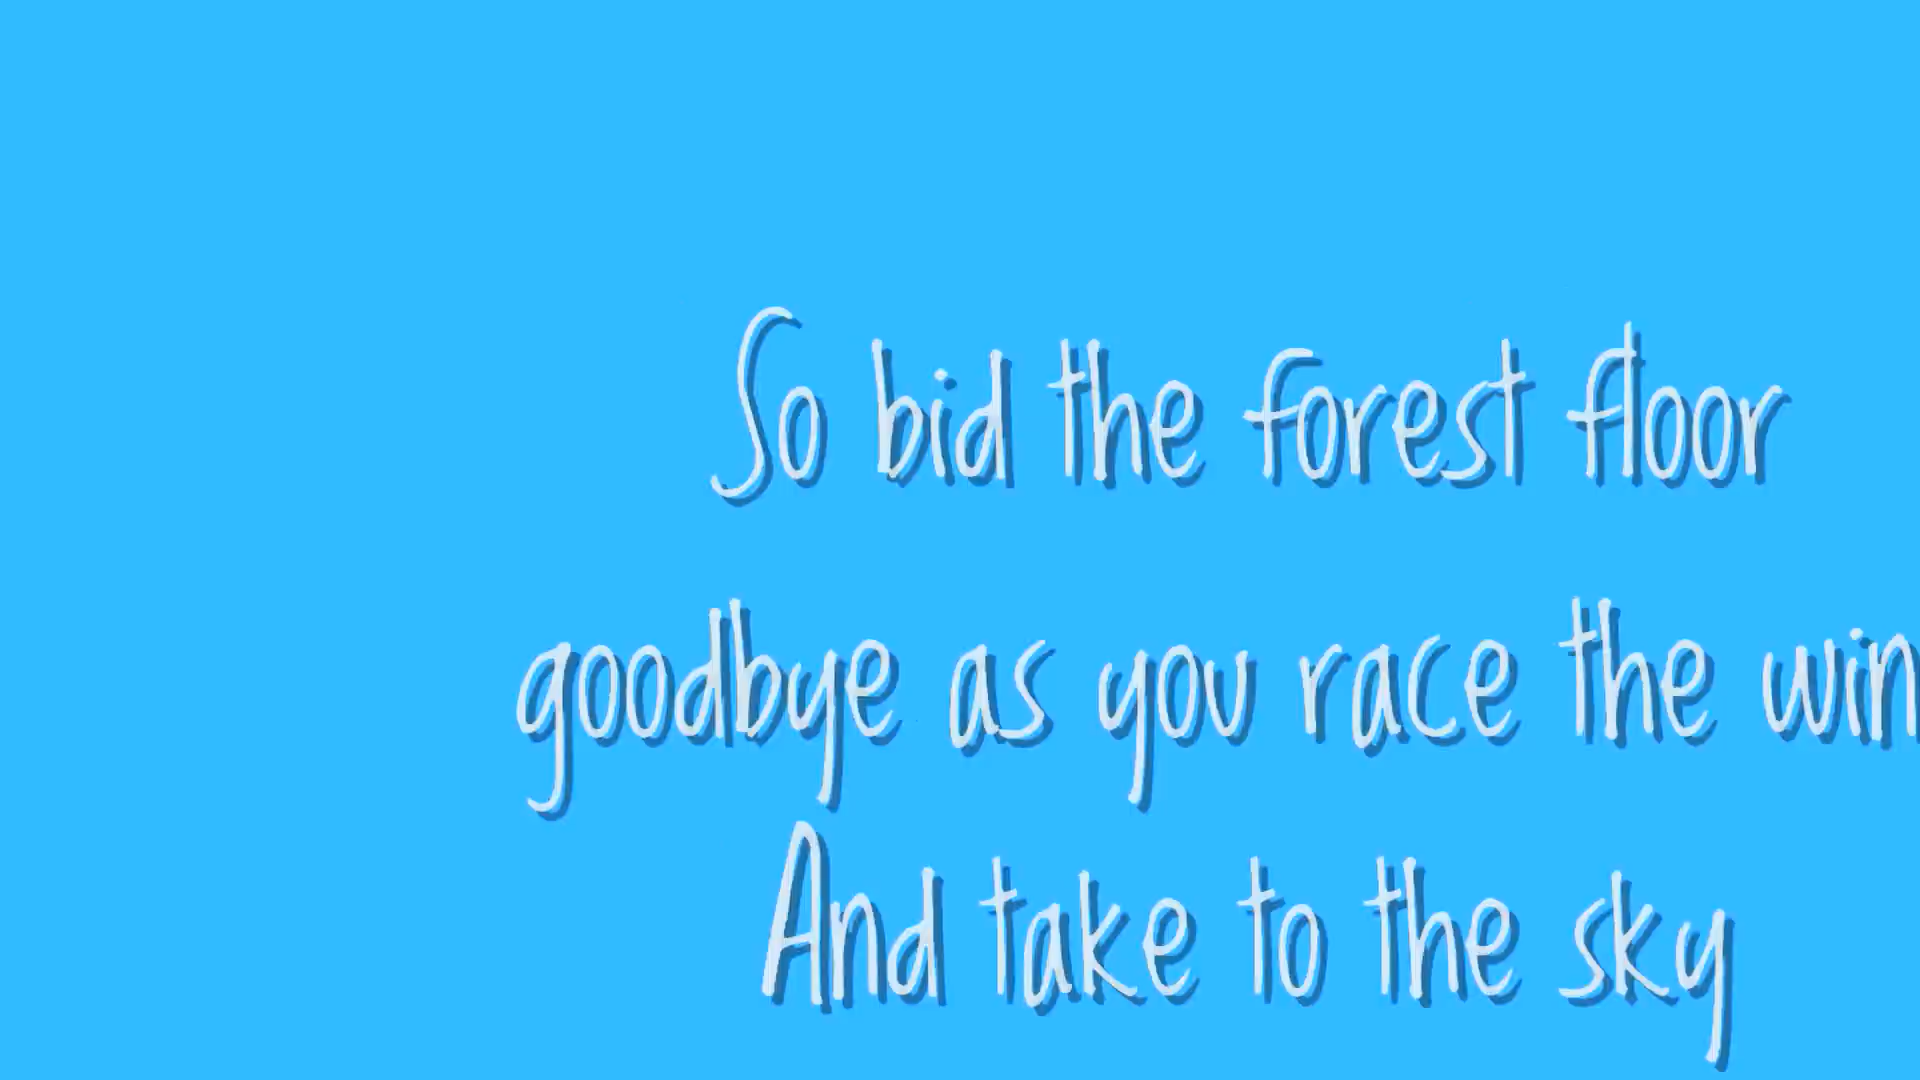 So bid the forest floor
goodbye as you race the win
And take to the sky